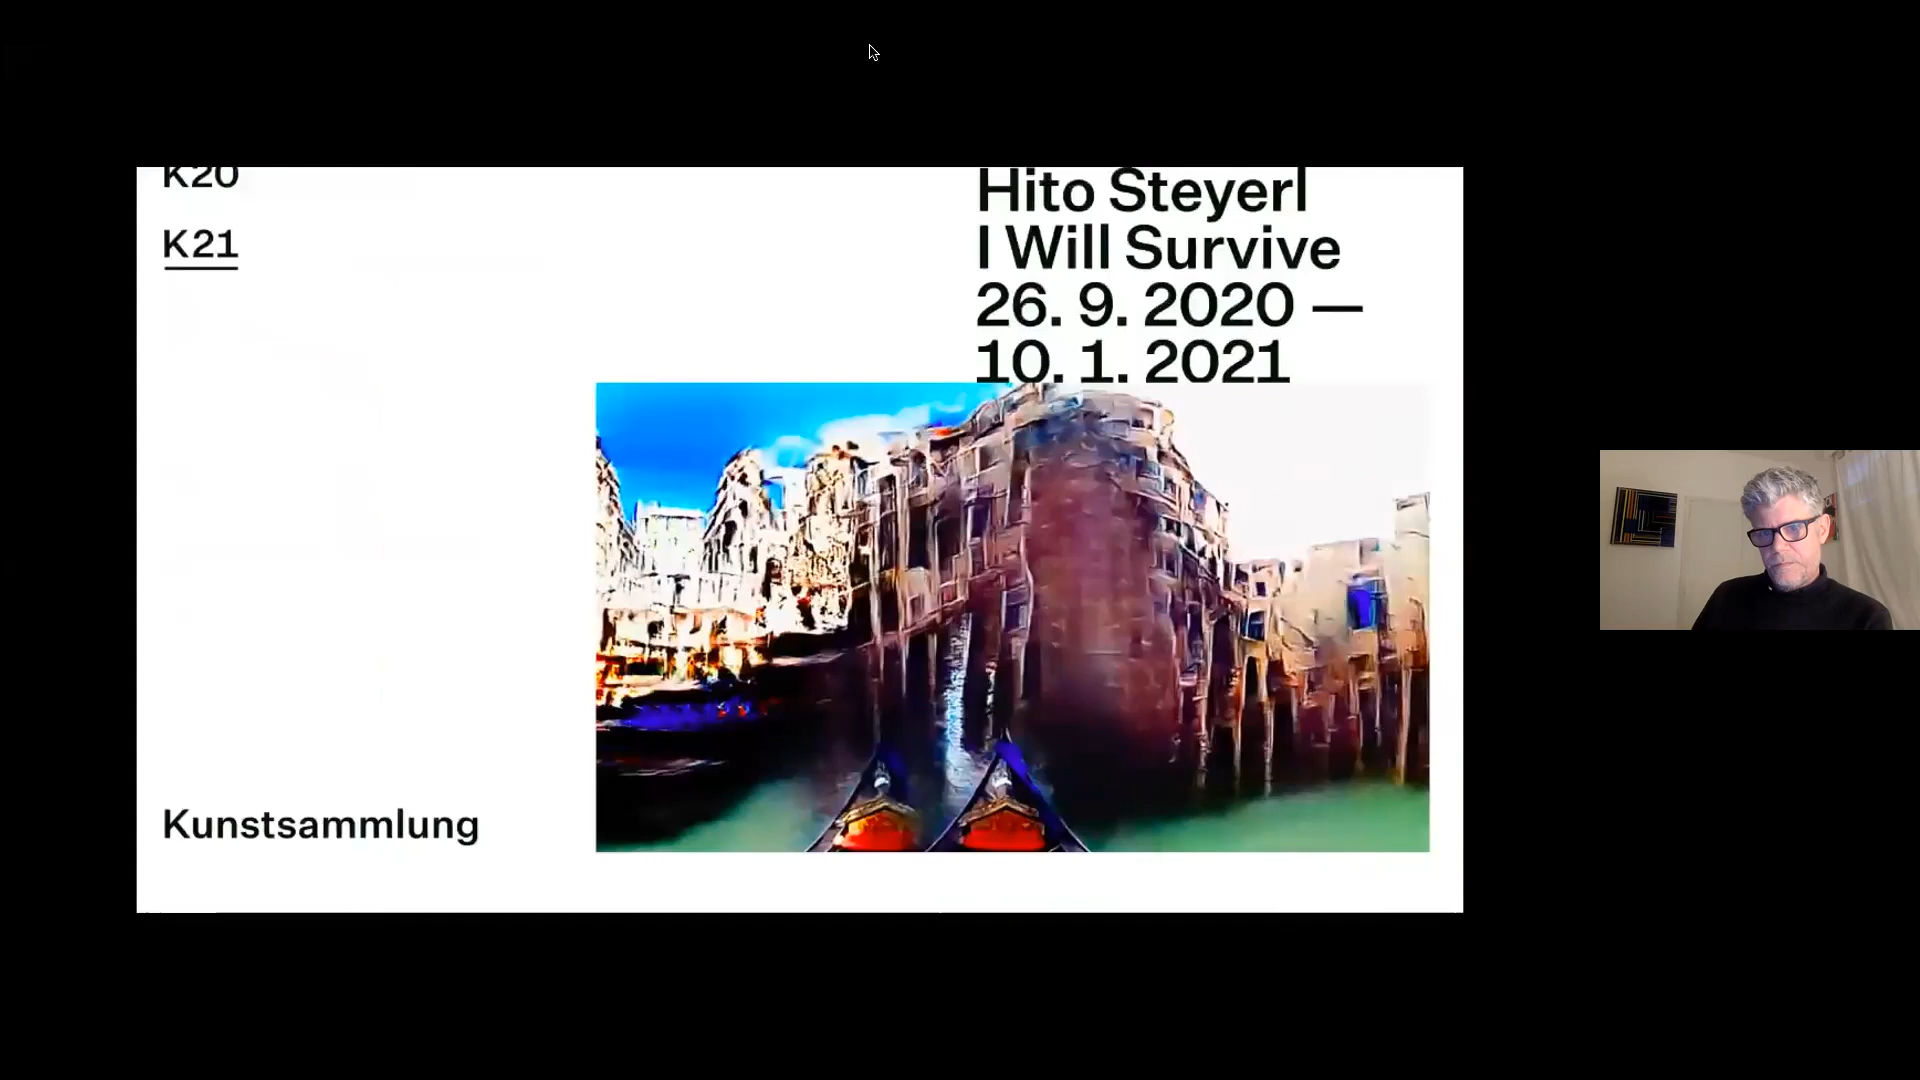 K20
K21
Hito Steyerl
I Will Survive
26. 9. 2020 —
10. 1. 2021
Kunstsammlung